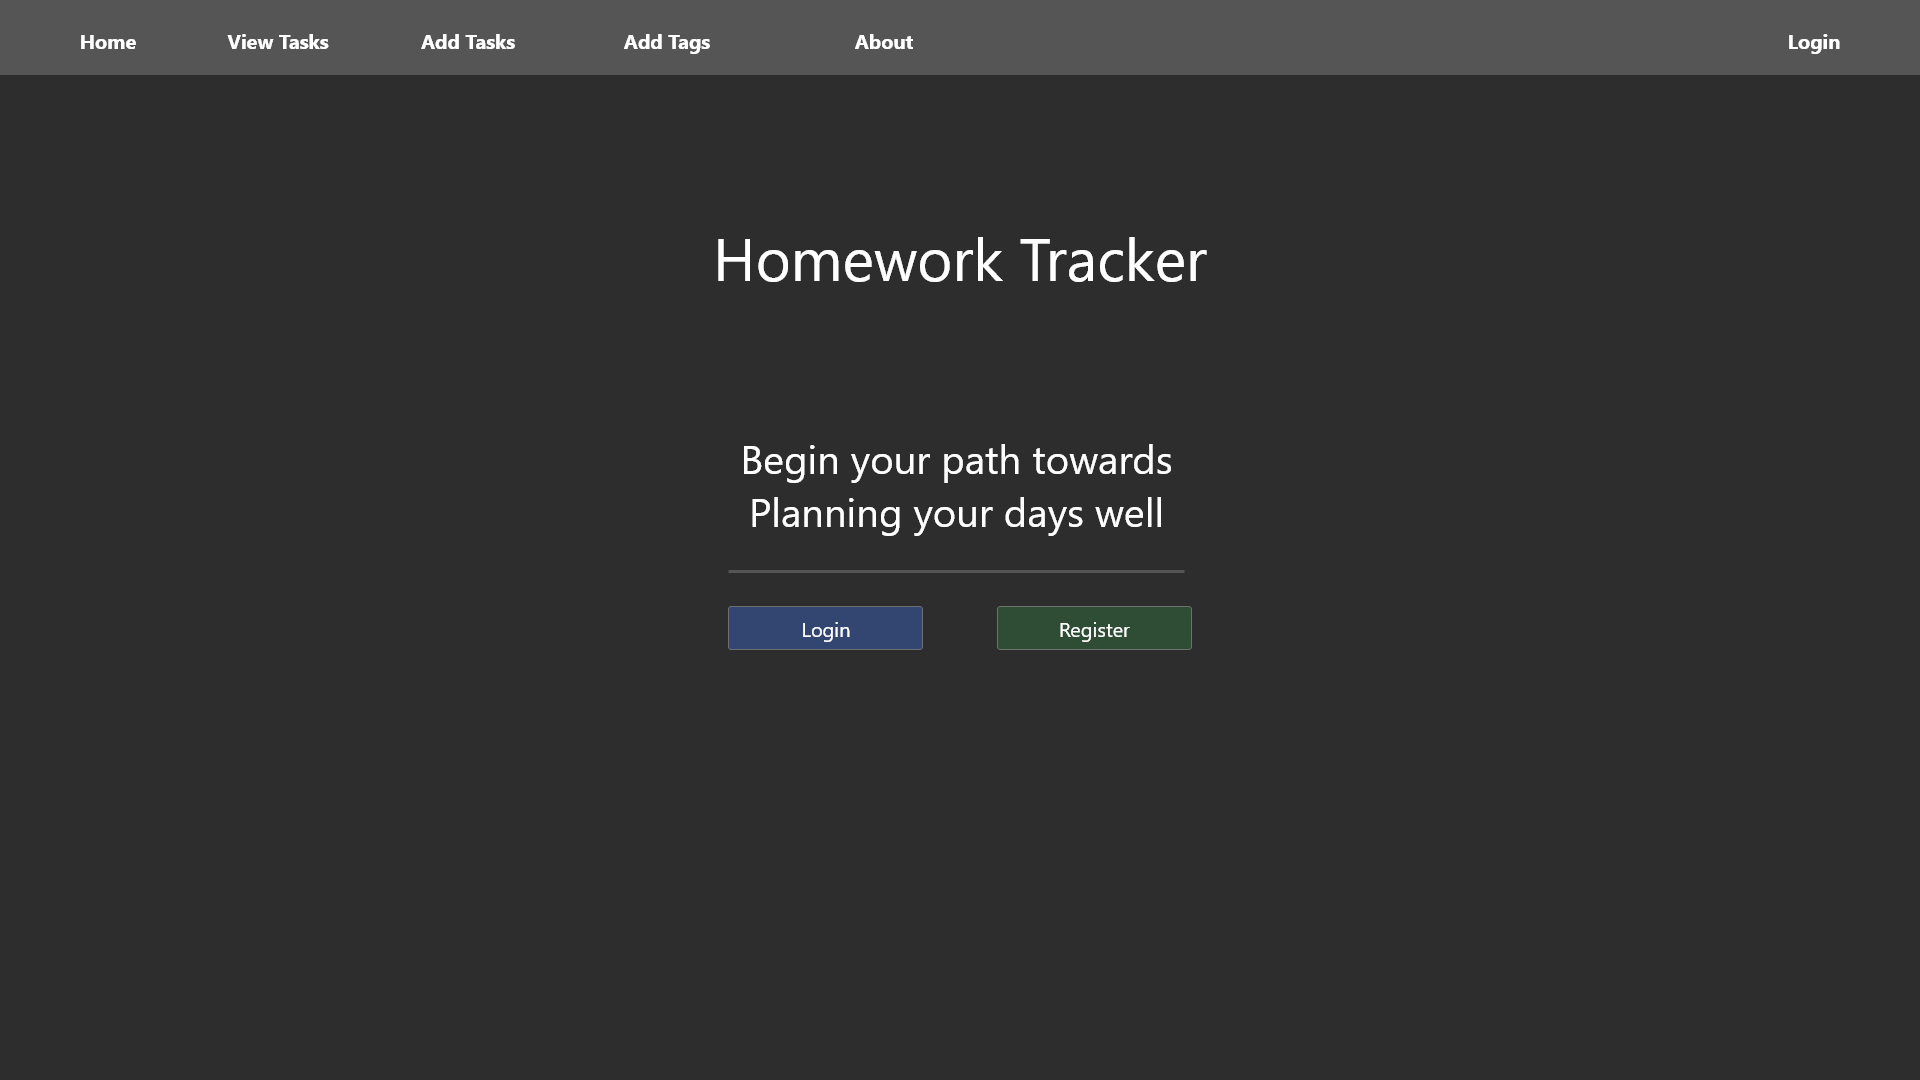 Home View Tasks Add Tasks Add Tags About Login
Homework Tracker
Begin your path towards
Planning your days well
Login Register